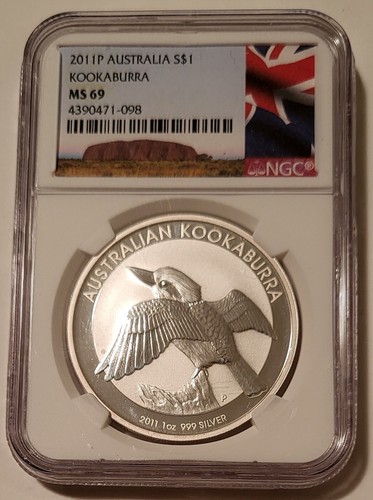 2011P AUSTRALIA S$1
KOOKABURRA
MS 69
4390471-098
NGC®
AUSTRALIAN KOOKABURRA
P
2011 1oz 999 SILVER